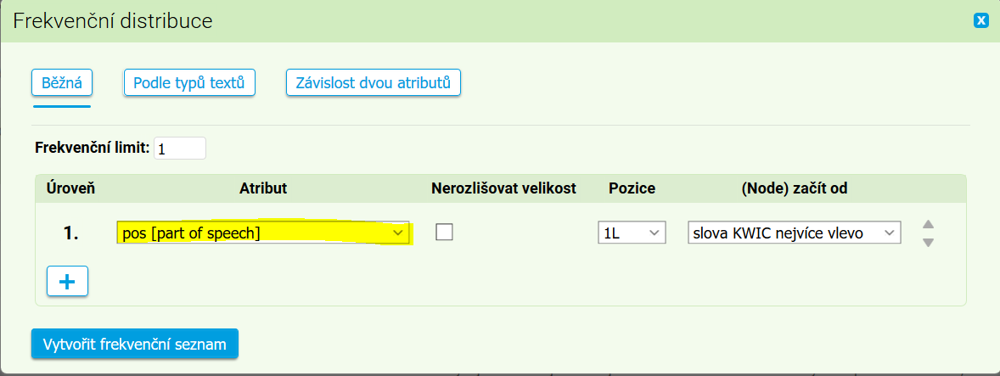 Frekvenční distribuce
x
Běžná Podle typů textů Závislost dvou atributů
Frekvenční limit: 1
Úroveň Atribut Nerozlišovat velikost Pozice (Node) začít od
1. pos [part of speech] 1L slova KWIC nejvíce vlevo
+
Vytvořit frekvenční seznam